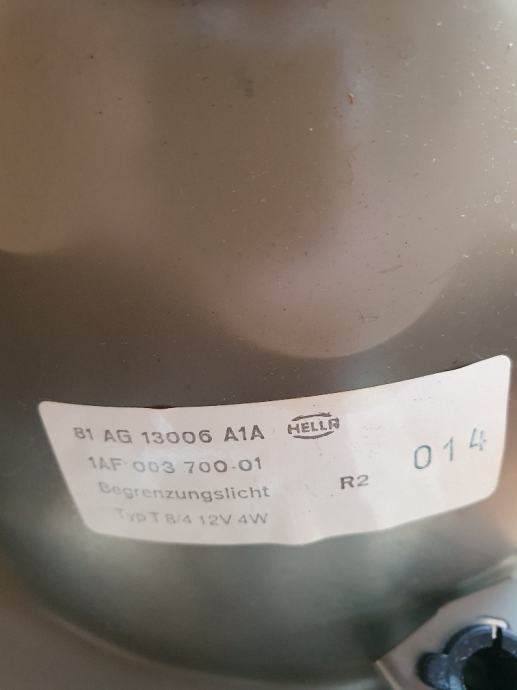 81 AG 13006 A1A HELLA
1AF 003 700-01
Begrenzungslicht R2 014
Typ T 8/4 12V 4W